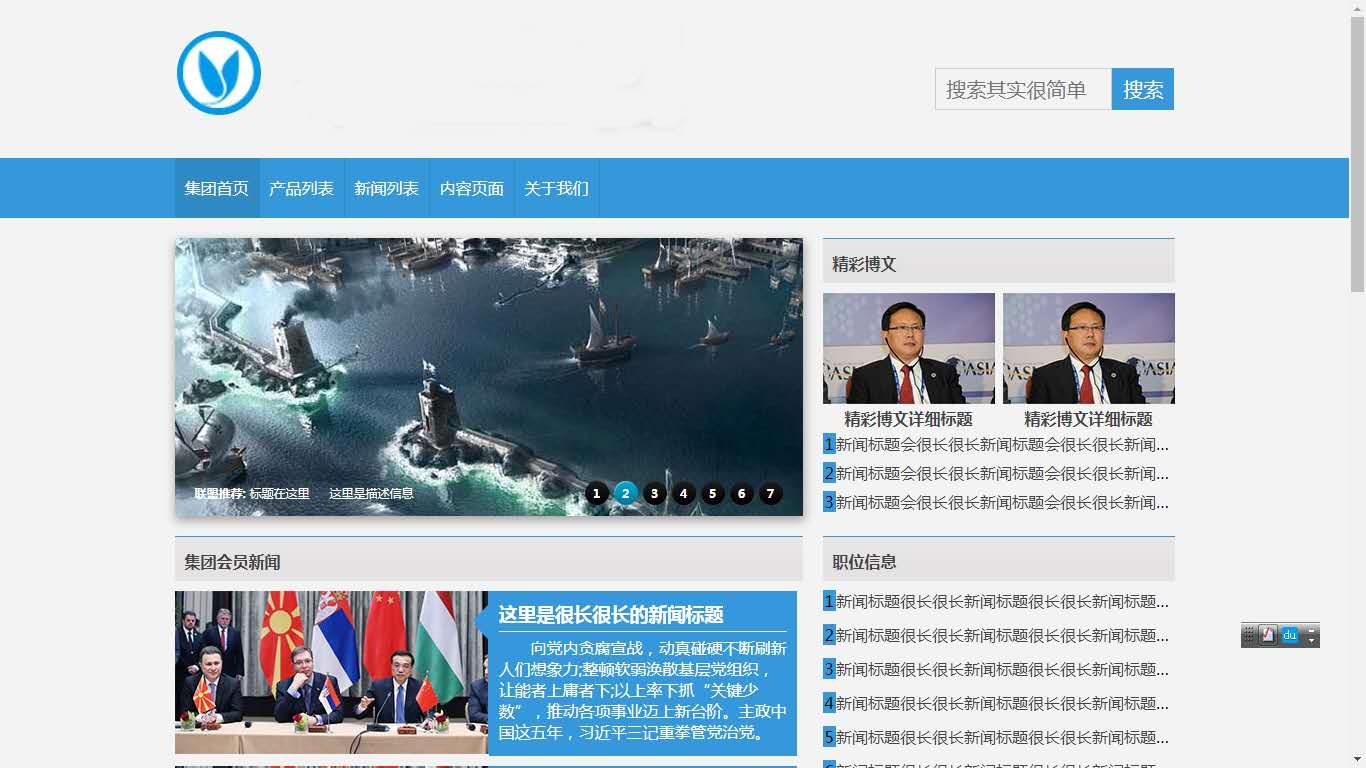 搜索其实很简单 搜索
集团首页 产品列表 新闻列表 内容页面 关于我们
联盟推荐: 标题在这里 这里是描述信息
1 2 3 4 5 6 7
精彩博文
ASIA
精彩博文详细标题 精彩博文详细标题
1 新闻标题会很长很长新闻标题会很长很长新闻...
2 新闻标题会很长很长新闻标题会很长很长新闻...
3 新闻标题会很长很长新闻标题会很长很长新闻...
集团会员新闻
这里是很长很长的新闻标题
向党内贪腐宣战，动真碰硬不断刷新
人们想象力;整顿软弱涣散基层党组织，
让能者上庸者下;以上率下抓“关键少
数”，推动各项事业迈上新台阶。主政中
国这五年，习近平三记重拳管党治党。
职位信息
1 新闻标题很长很长新闻标题很长很长新闻标题...
2 新闻标题很长很长新闻标题很长很长新闻标题...
3 新闻标题很长很长新闻标题很长很长新闻标题...
4 新闻标题很长很长新闻标题很长很长新闻标题...
5 新闻标题很长很长新闻标题很长很长新闻标题...
du